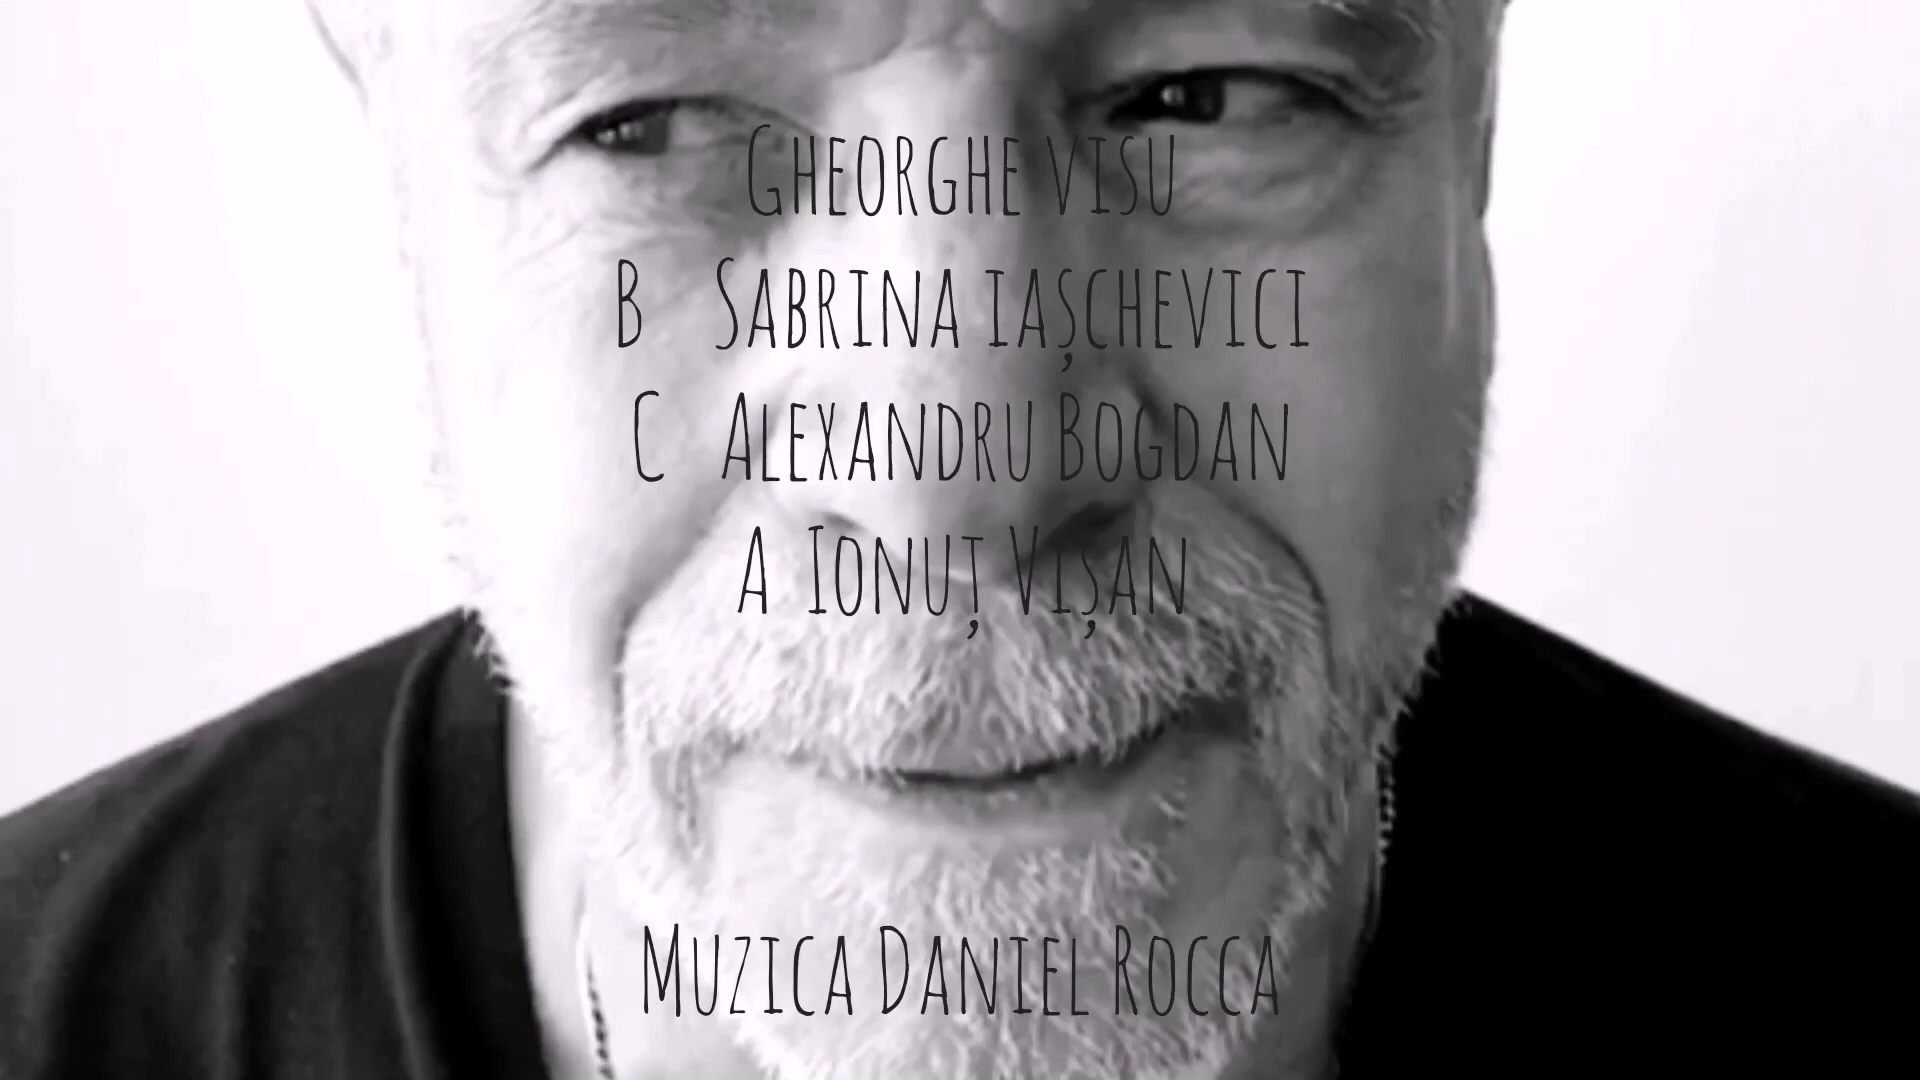 Gheorghe visu
B Sabrina iașchevici
C Alexandru Bogdan
A Ionuț Vișan
Muzica Daniel Rocca